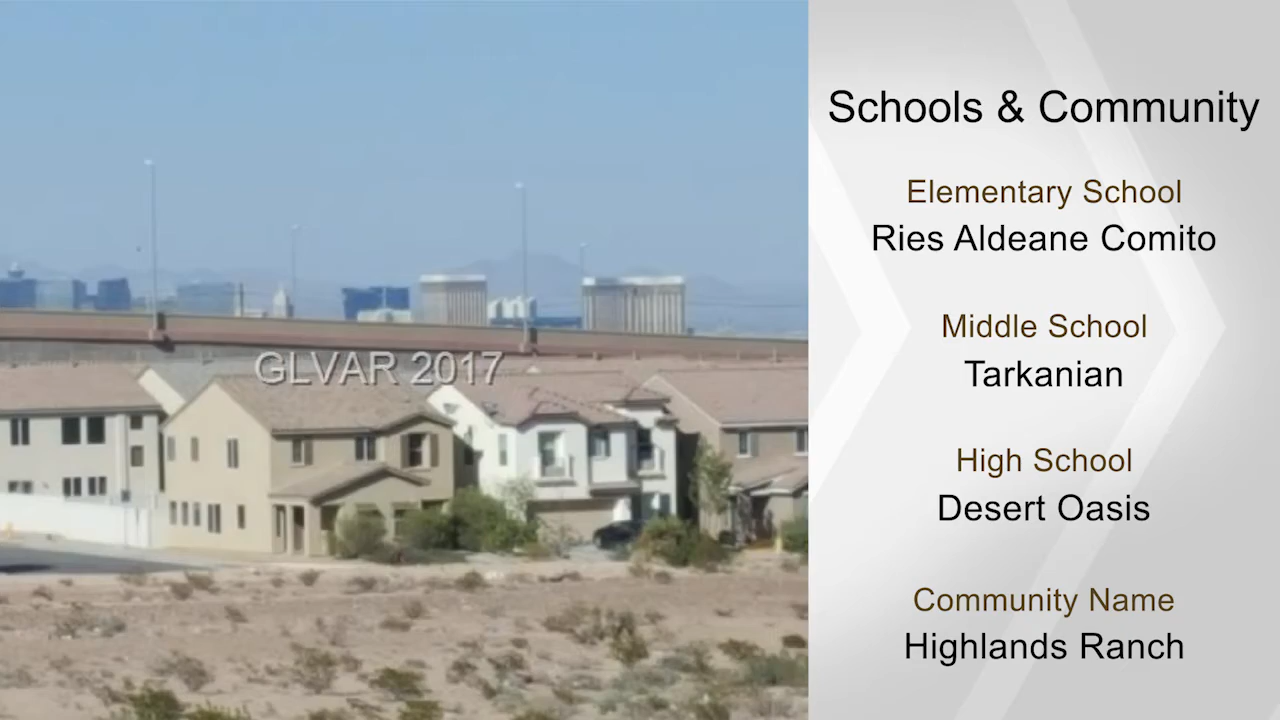 GLVAR 2017
Schools & Community
Elementary School
Ries Aldeane Comito
Middle School
Tarkanian
High School
Desert Oasis
Community Name
Highlands Ranch